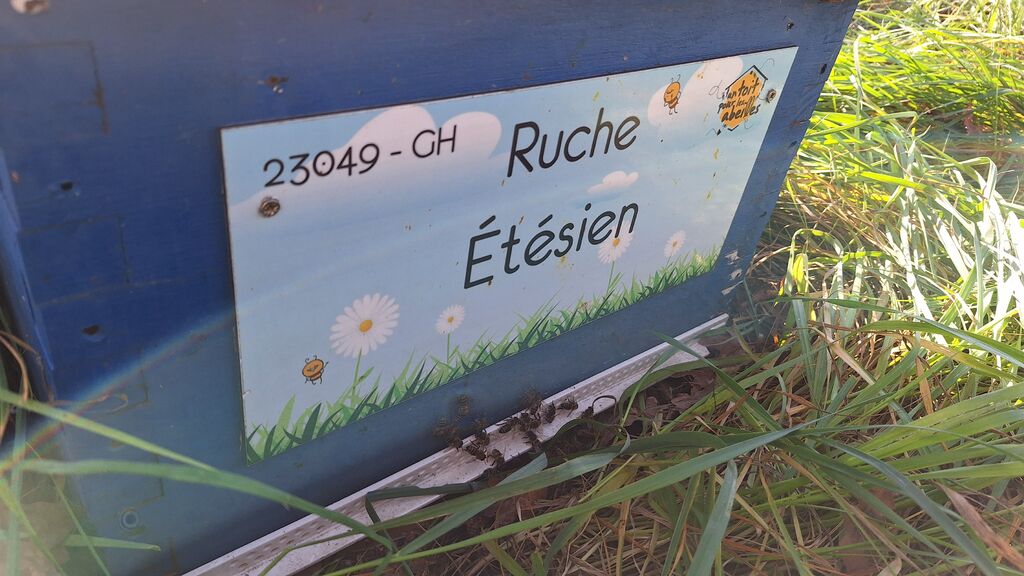 23049 - GH
Ruche
Étésien
un toit
pour les
abeilles